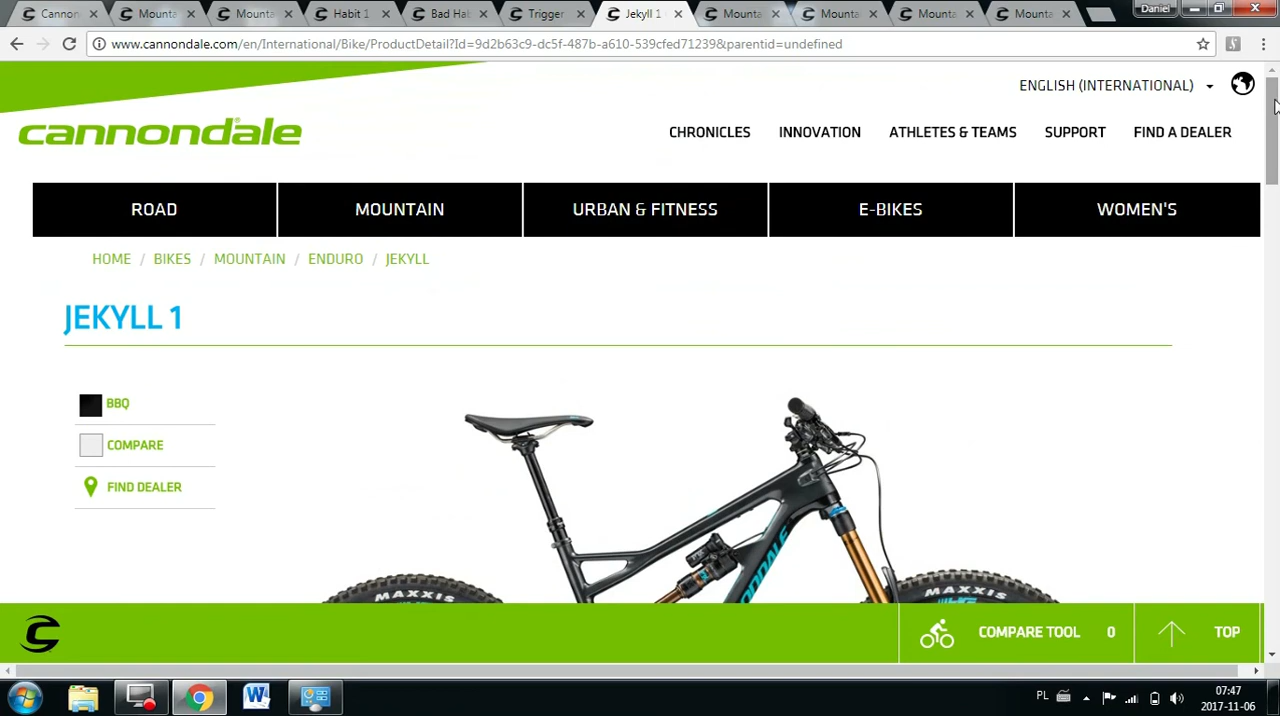 Cannon
Mounta
Mounta
Habit 1
Bad Hab
Trigger
Jekyll 1
Mounta
Mounta
Mounta
Mounta
Daniel
www.cannondale.com/en/International/Bike/ProductDetail?Id=9d2b63c9-dc5f-487b-a610-539cfed71239&parentid=undefined
ENGLISH (INTERNATIONAL)
cannondale
CHRONICLES INNOVATION ATHLETES & TEAMS SUPPORT FIND A DEALER
ROAD MOUNTAIN URBAN & FITNESS E-BIKES WOMEN'S
HOME / BIKES / MOUNTAIN / ENDURO / JEKYLL
JEKYLL 1
BBQ
COMPARE
FIND DEALER
MAXXIS
MAXXIS
COMPARE TOOL 0
TOP
PL
07:47
2017-11-06